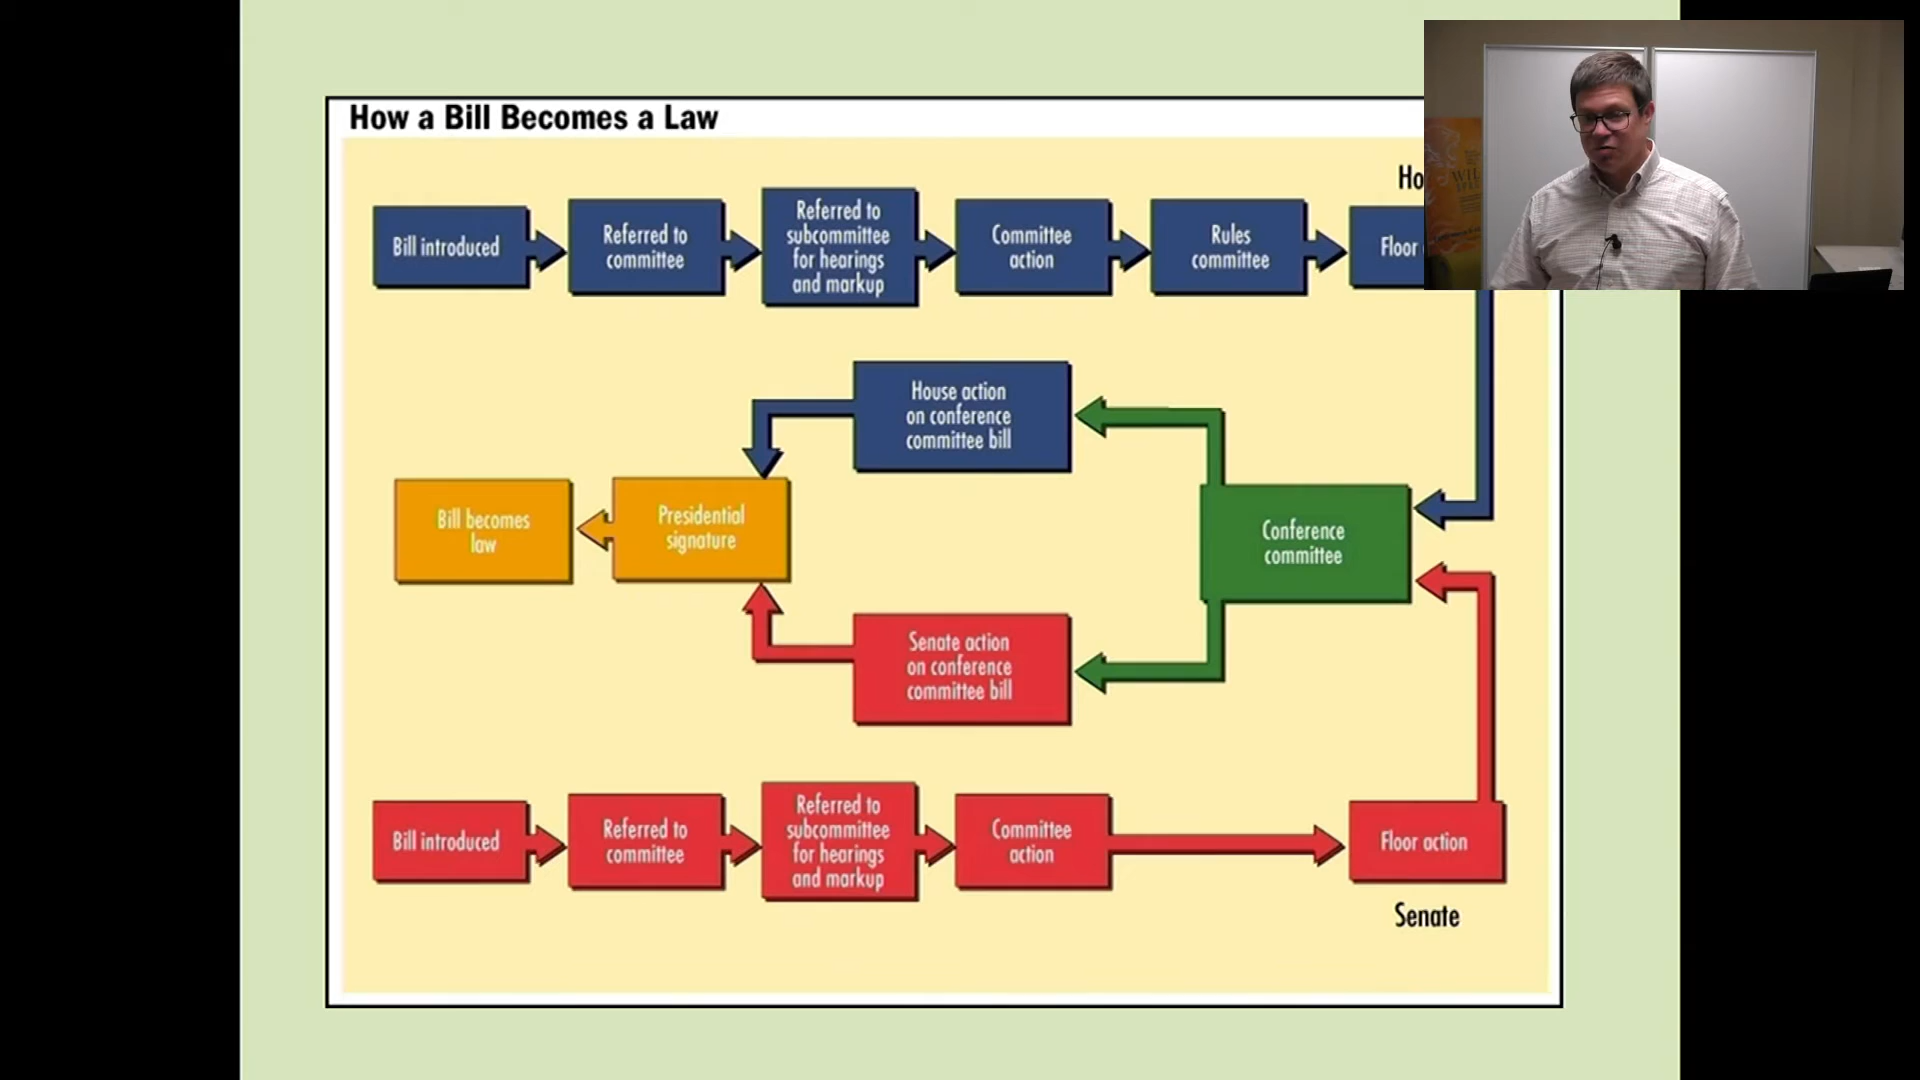 How a Bill Becomes a Law
Ho
Bill introduced
Referred to
committee
Referred to
subcommittee
for hearings
and markup
Committee
action
Rules
committee
Floor
House action
on conference
committee bill
Bill becomes
law
Presidential
signature
Conference
committee
Senate action
on conference
committee bill
Bill introduced
Referred to
committee
Referred to
subcommittee
for hearings
and markup
Committee
action
Floor action
Senate